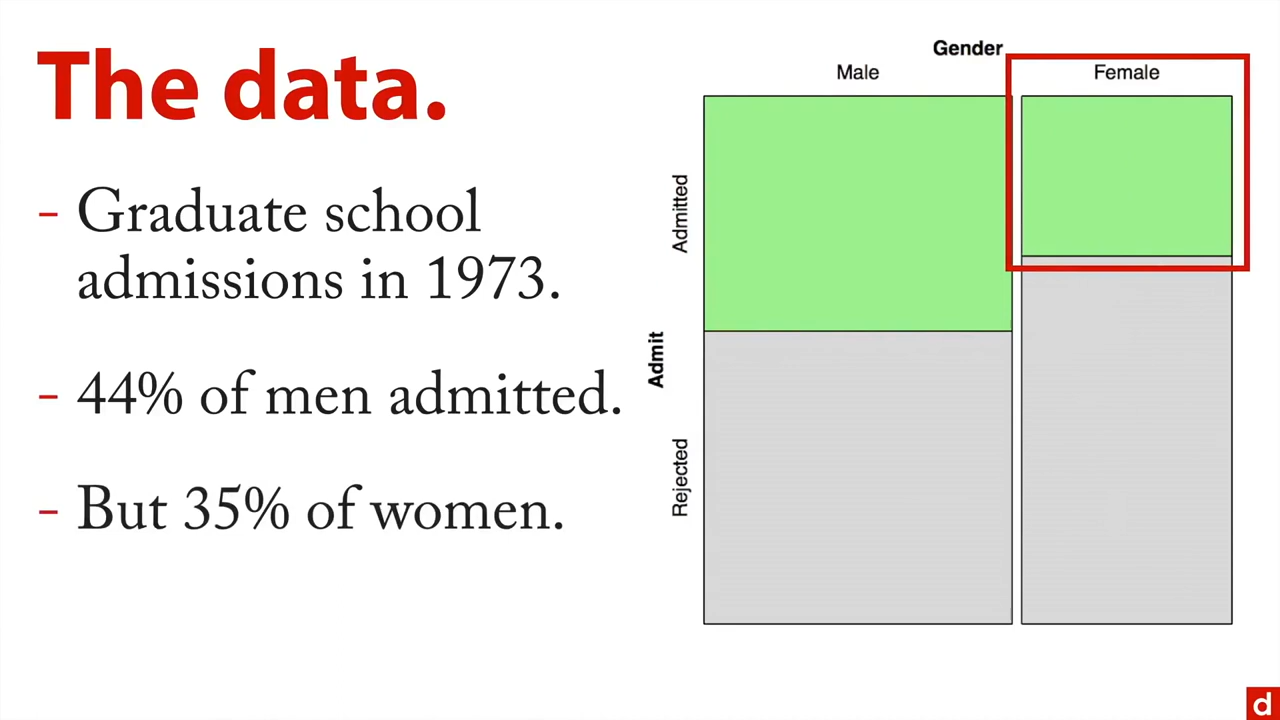 The data.
- Graduate school
admissions in 1973.
- 44% of men admitted.
- But 35% of women.
Gender
Male
Female
Admit
Admitted
Rejected
d